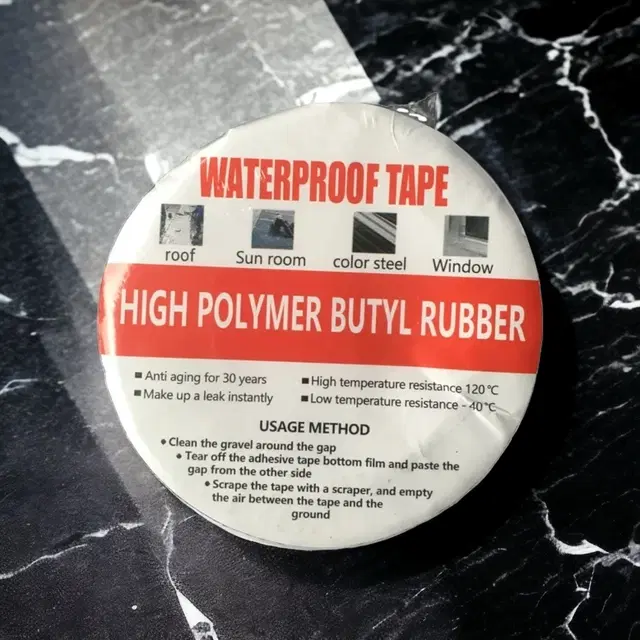 WATERPROOF TAPE
roof Sun room color steel Window
HIGH POLYMER BUTYL RUBBER
■ Anti aging for 30 years ■ High temperature resistance 120℃
■ Make up a leak instantly ■ Low temperature resistance - 40℃
USAGE METHOD
• Clean the gravel around the gap
• Tear off the adhesive tape bottom film and paste the
gap from the other side
• Scrape the tape with a scraper, and empty
the air between the tape and the
ground